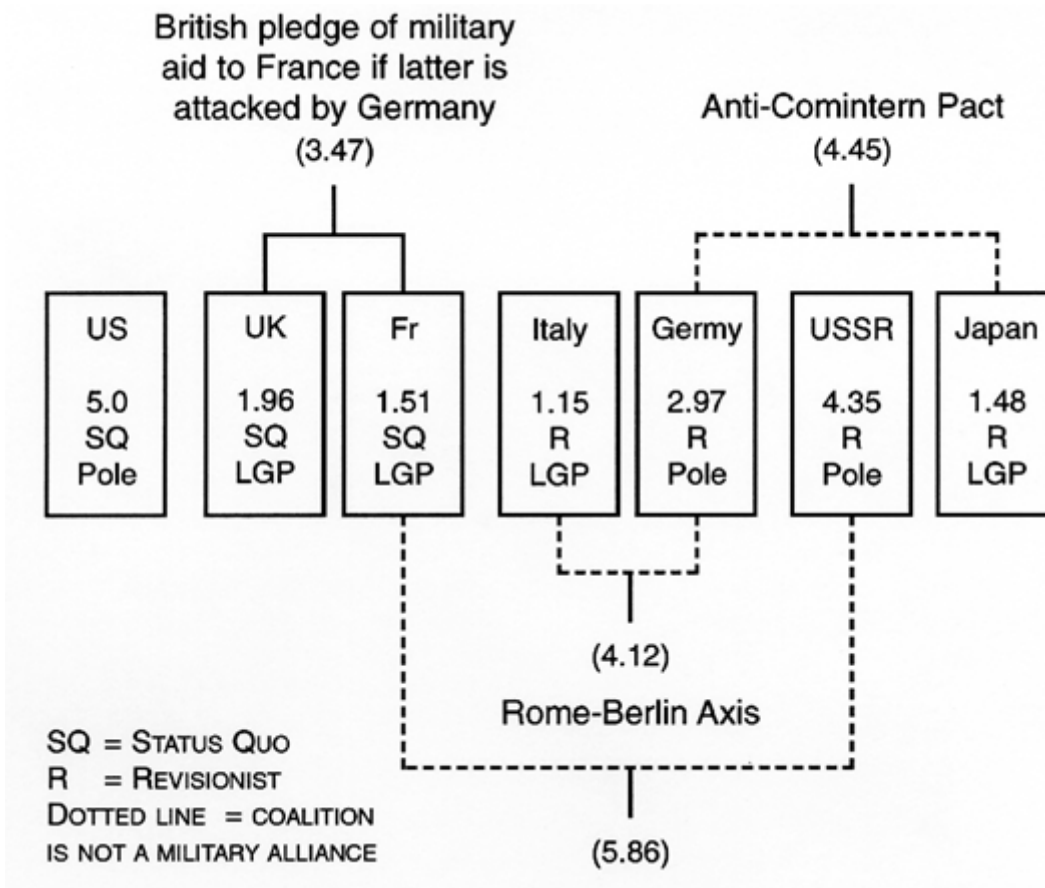 British pledge of military
aid to France if latter is
attacked by Germany
(3.47)
Anti-Comintern Pact
(4.45)
US
5.0
SQ
Pole
UK
1.96
SQ
LGP
Fr
1.51
SQ
LGP
Italy
1.15
R
LGP
Germy
2.97
R
Pole
USSR
4.35
R
Pole
Japan
1.48
R
LGP
(4.12)
Rome-Berlin Axis
(5.86)
SQ = STATUS QUO
R = REVISIONIST
DOTTED LINE = COALITION
IS NOT A MILITARY ALLIANCE